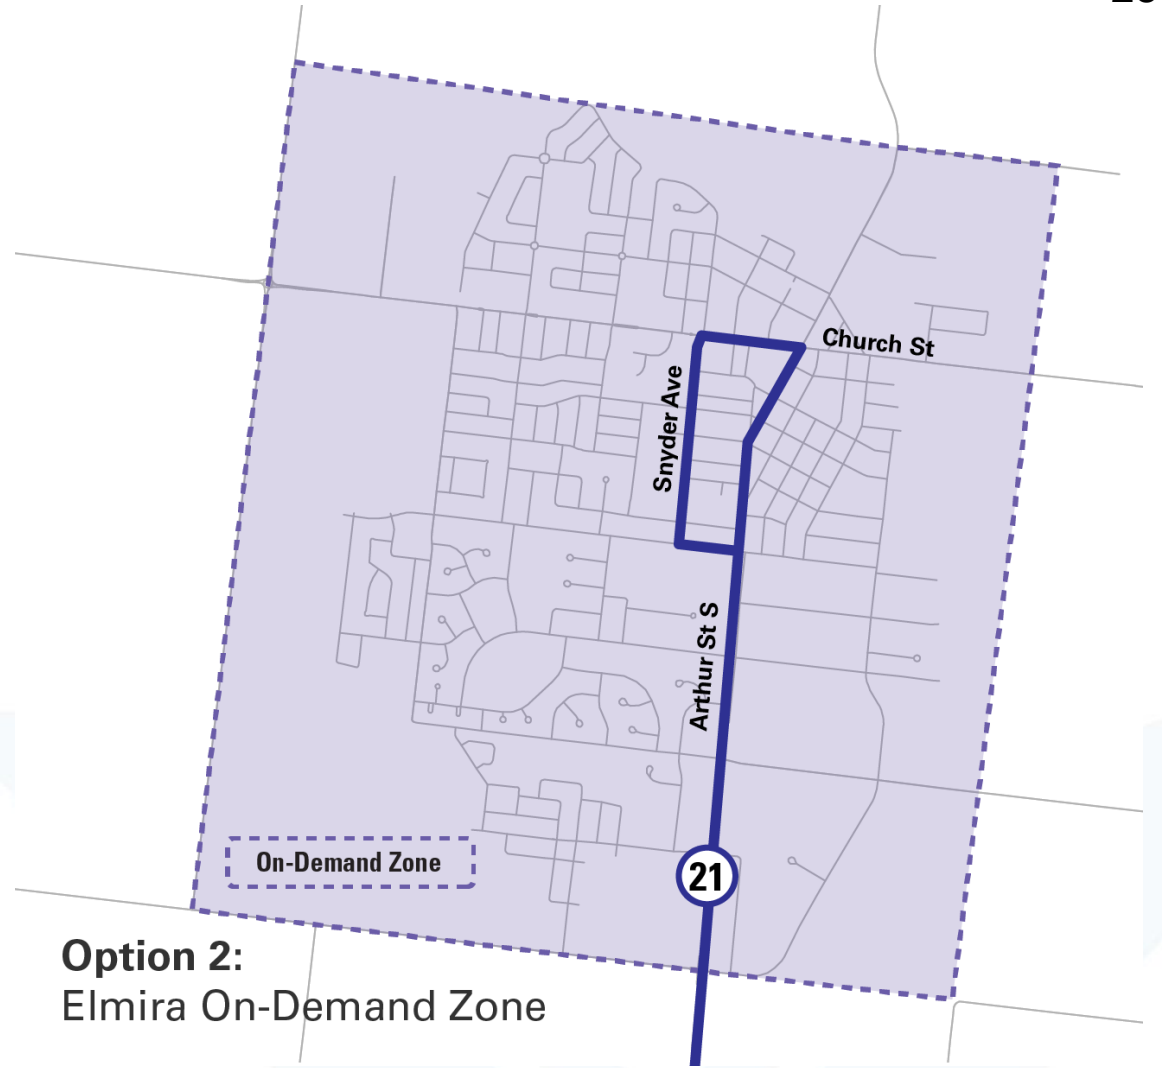 Church St
Snyder Ave
Arthur St S
On-Demand Zone
21
Option 2:
Elmira On-Demand Zone